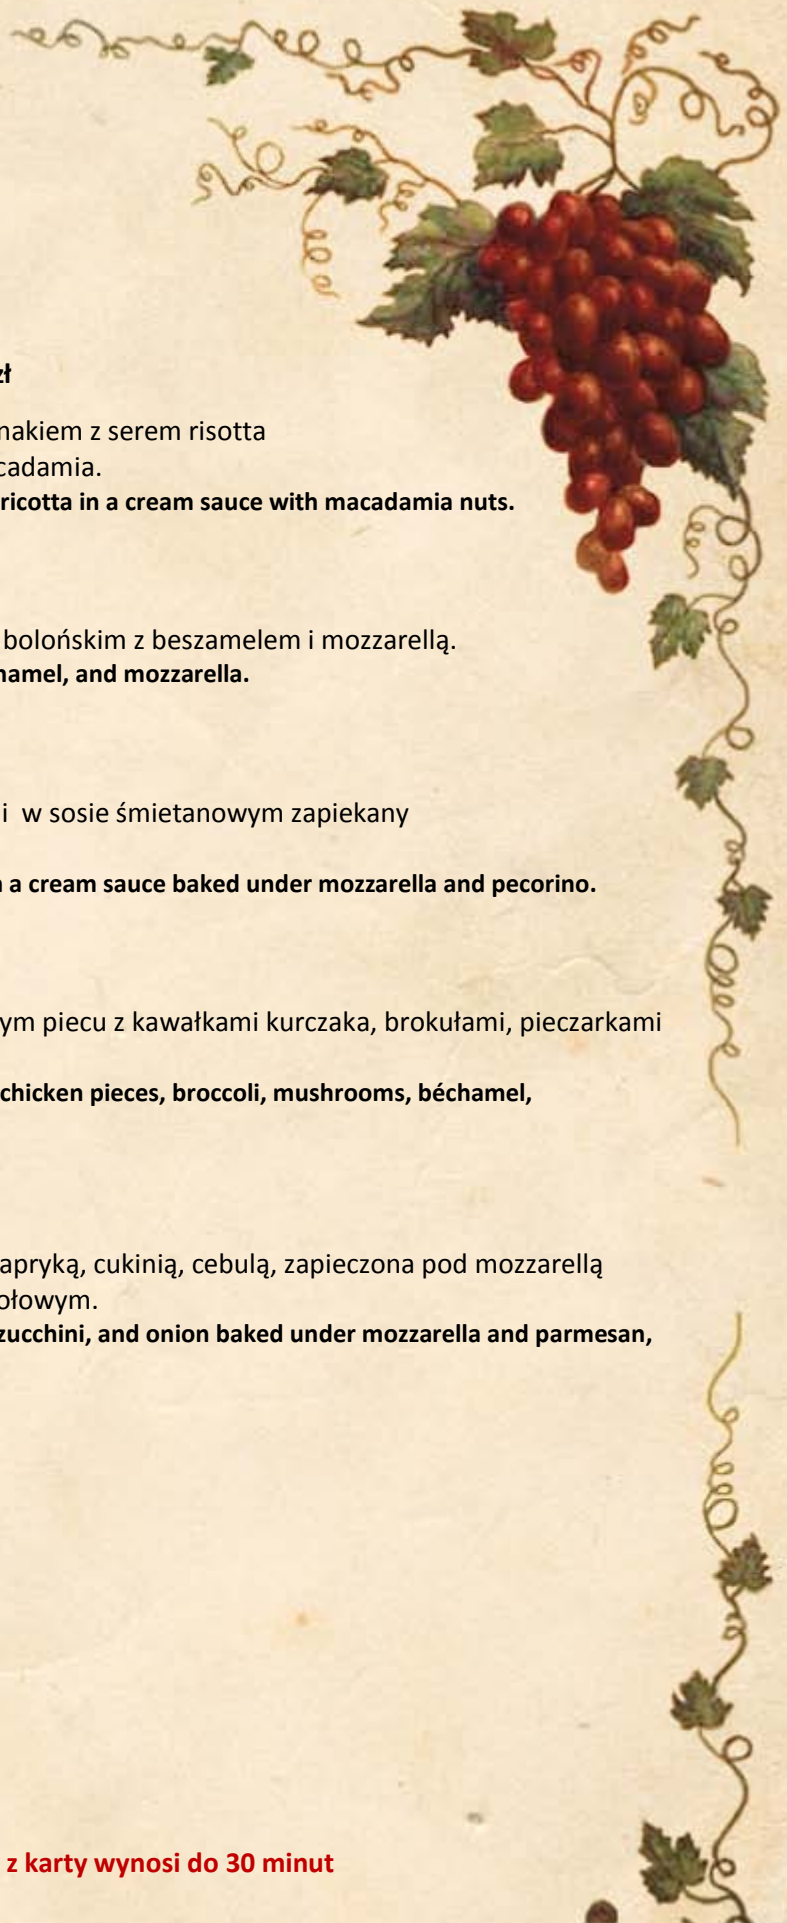 zł
nakiem z serem risotta
cadamia.
ricotta in a cream sauce with macadamia nuts.
bolońskim z beszamelem i mozzarellą.
hamel, and mozzarella.
i w sosie śmietanowym zapiekany
a cream sauce baked under mozzarella and pecorino.
ym piecu z kawałkami kurczaka, brokułami, pieczarkami
chicken pieces, broccoli, mushrooms, béchamel,
apryką, cukinią, cebulą, zapieczona pod mozzarellą
ołowym.
zucchini, and onion baked under mozzarella and parmesan,
z karty wynosi do 30 minut